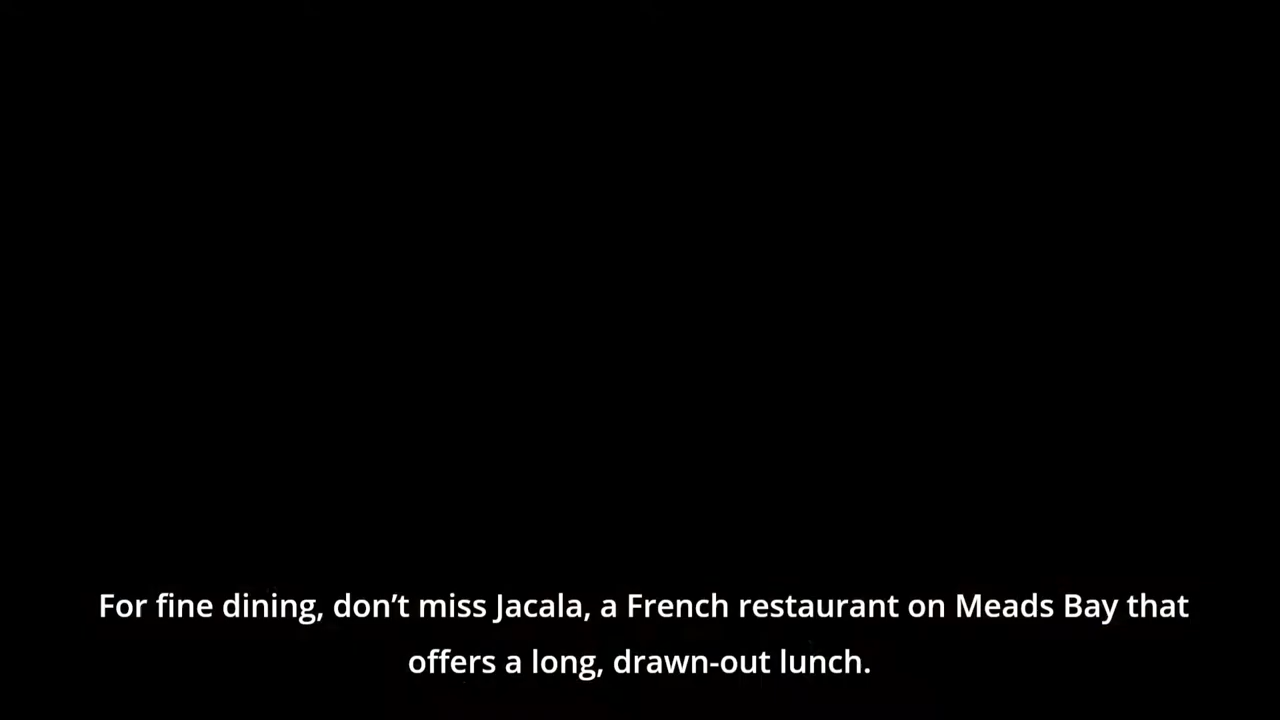 For fine dining, don’t miss Jacala, a French restaurant on Meads Bay that
offers a long, drawn-out lunch.